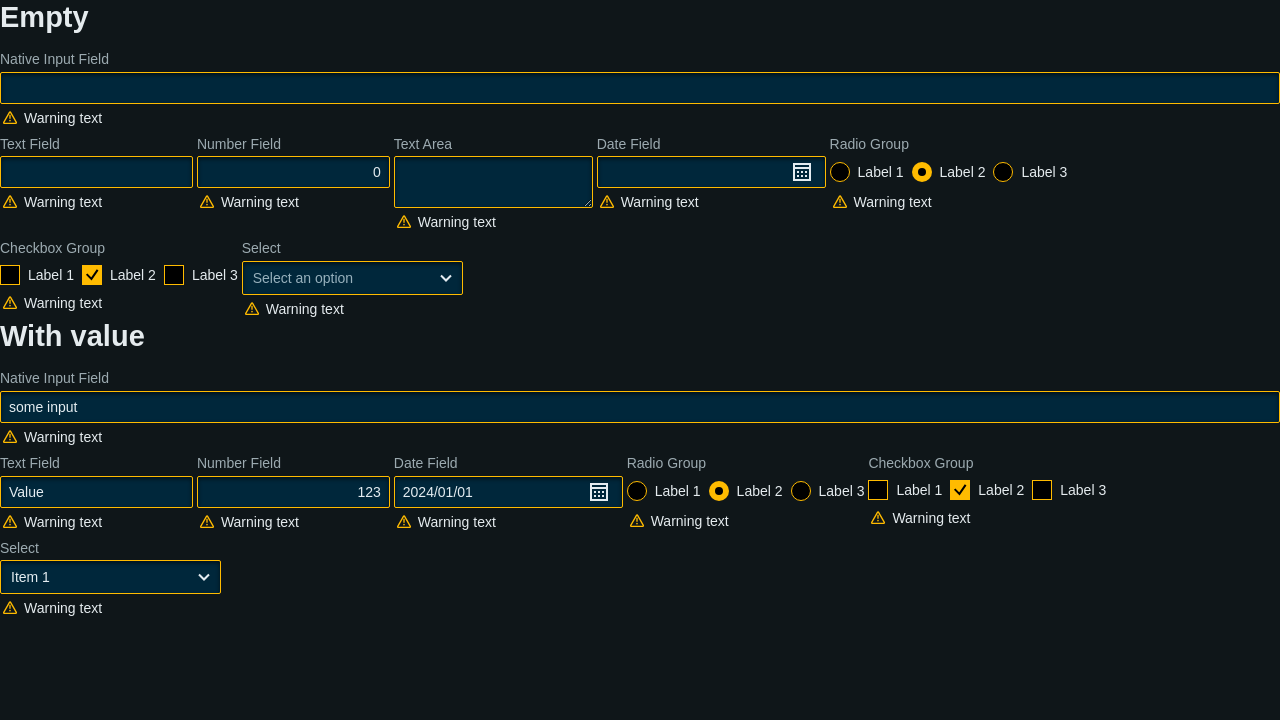 Empty
Native Input Field
Warning text
Text Field Number Field Text Area Date Field Radio Group
0 Label 1 Label 2 Label 3
Warning text Warning text Warning text Warning text
Warning text
Checkbox Group Select
Label 1 Label 2 Label 3 Select an option
Warning text Warning text
With value
Native Input Field
some input
Warning text
Text Field Number Field Date Field Radio Group Checkbox Group
Value 123 2024/01/01 Label 1 Label 2 Label 3 Label 1 Label 2 Label 3
Warning text Warning text Warning text Warning text Warning text
Select
Item 1
Warning text